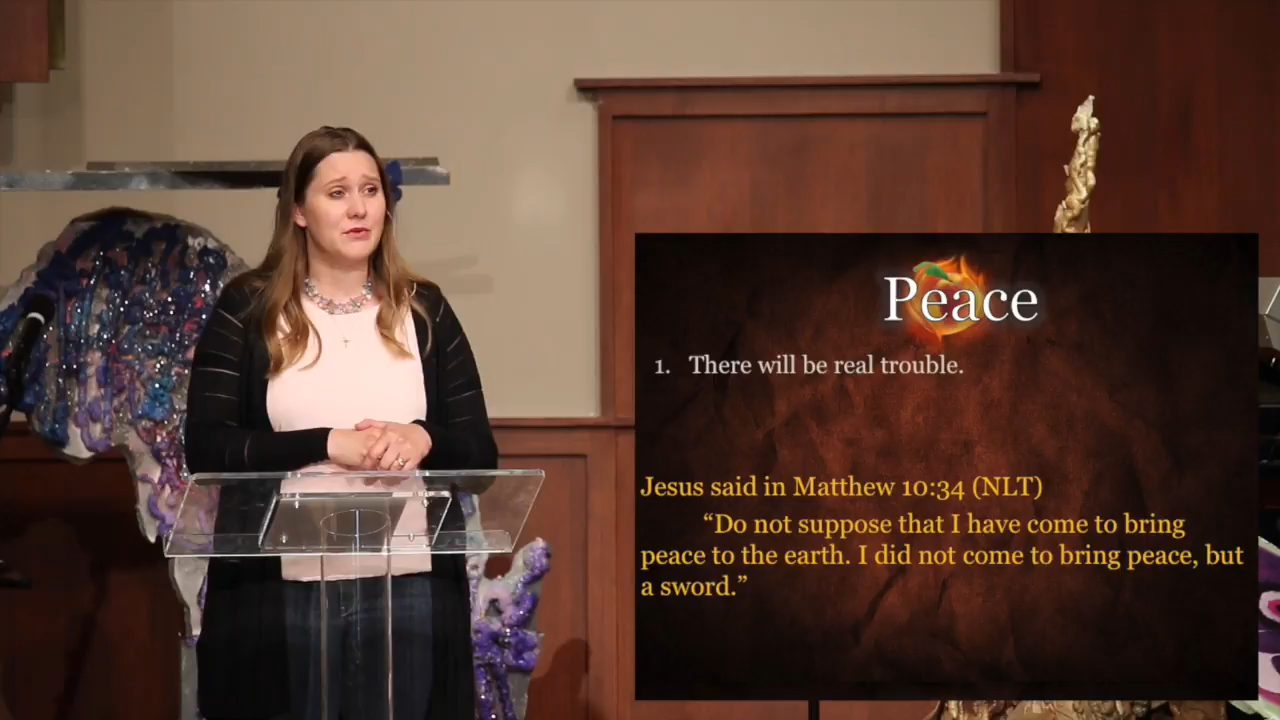 Peace
1. There will be real trouble.
Jesus said in Matthew 10:34 (NLT)
“Do not suppose that I have come to bring
peace to the earth. I did not come to bring peace, but
a sword.”